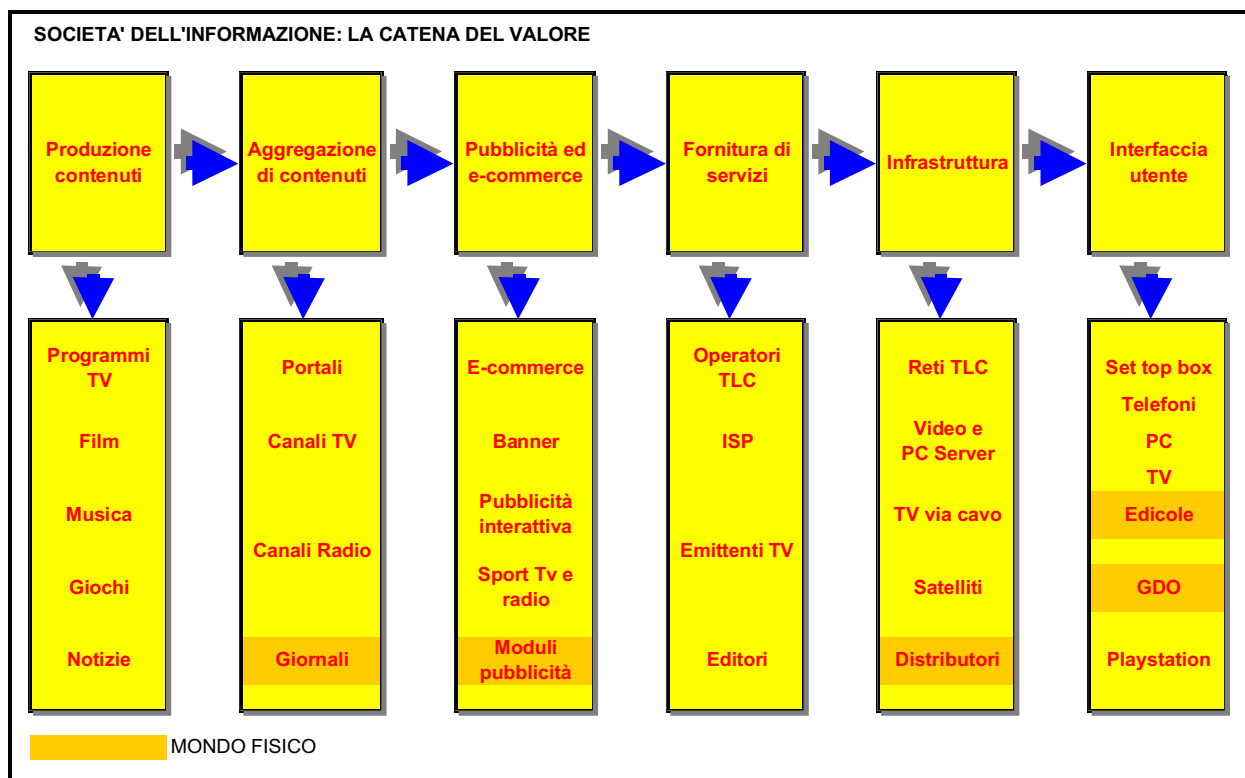 SOCIETA' DELL'INFORMAZIONE: LA CATENA DEL VALORE
Produzione
contenuti
Aggregazione
di contenuti
Pubblicità ed
e-commerce
Fornitura di
servizi
Infrastruttura
Interfaccia
utente
Programmi
TV
Film
Musica
Giochi
Notizie
Portali
Canali TV
Canali Radio
Giornali
E-commerce
Banner
Pubblicità
interattiva
Sport Tv e
radio
Moduli
pubblicità
Operatori
TLC
ISP
Emittenti TV
Editori
Reti TLC
Video e
PC Server
TV via cavo
Satelliti
Distributori
Set top box
Telefoni
PC
TV
Edicole
GDO
Playstation
MONDO FISICO